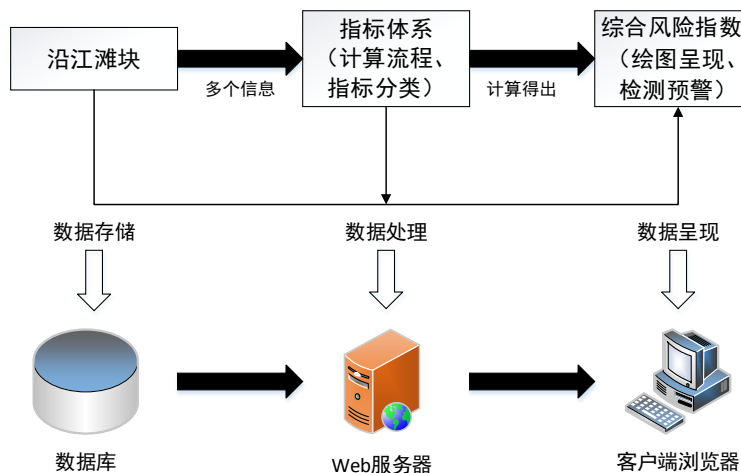 沿江滩块
多个信息
指标体系
（计算流程、
指标分类）
计算得出
综合风险指数
（绘图呈现、
检测预警）
数据存储
数据处理
数据呈现
数据库
Web服务器
客户端浏览器